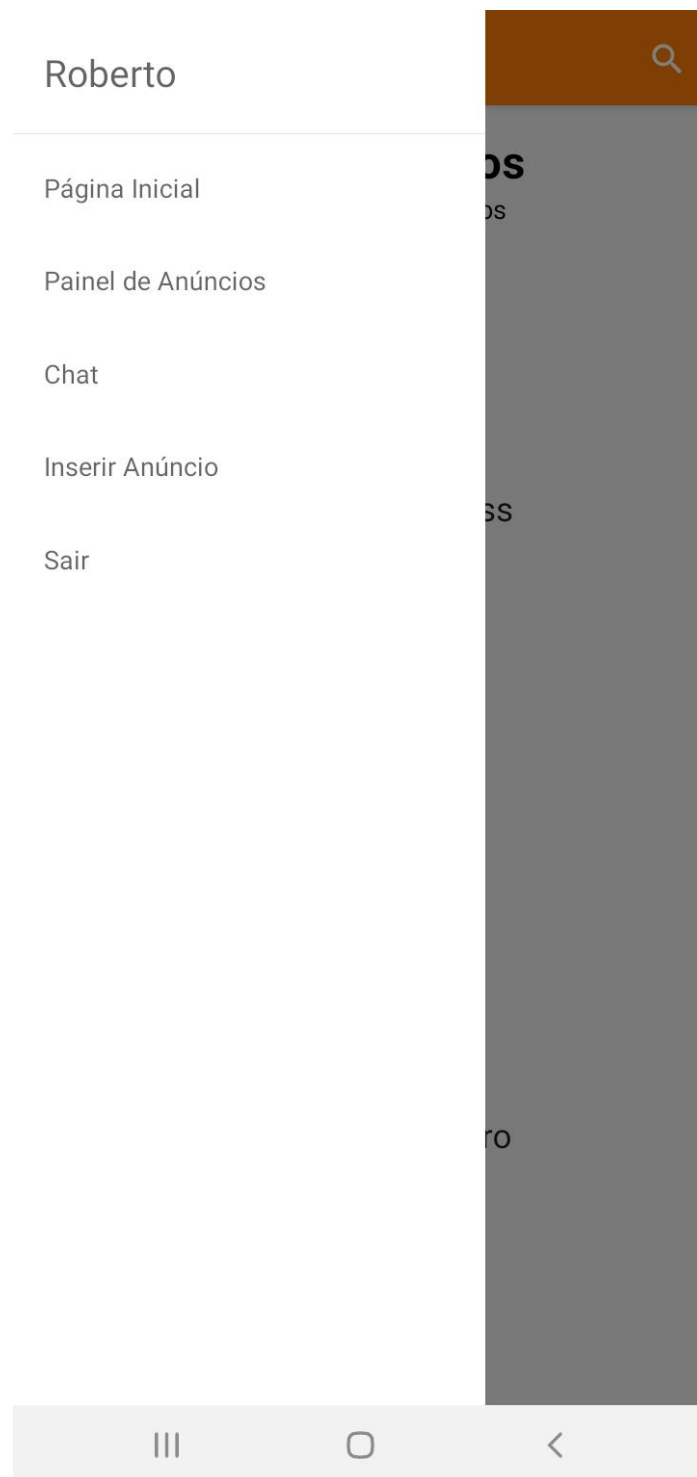 Roberto
Página Inicial
Painel de Anúncios
Chat
Inserir Anúncio
Sair